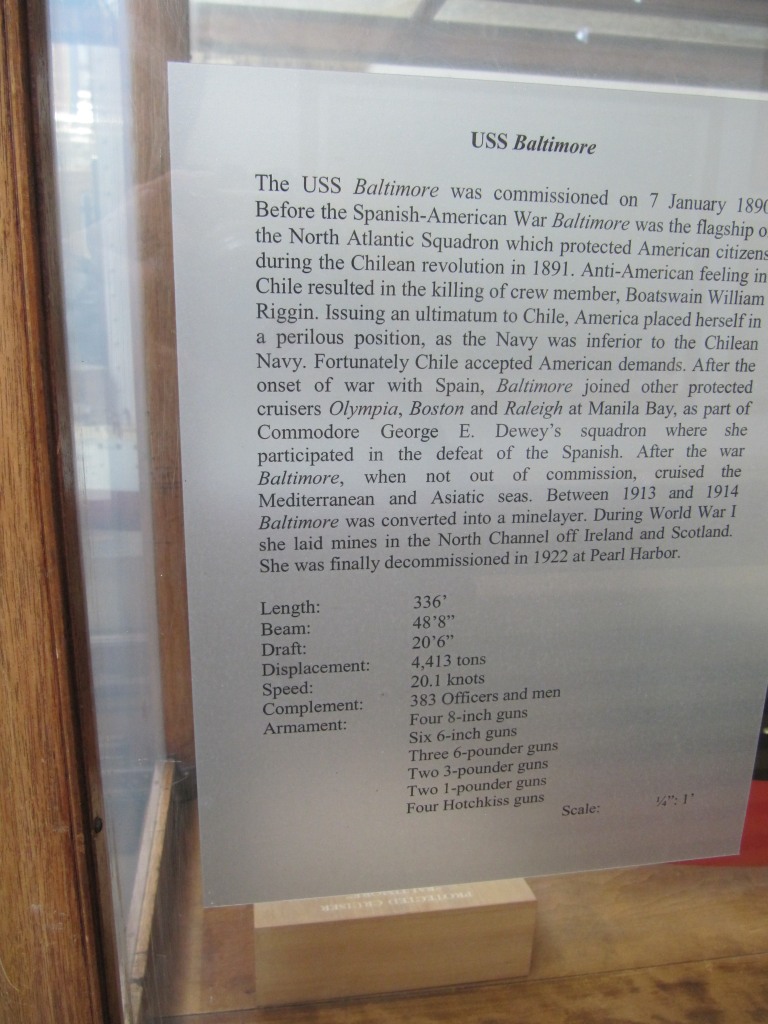 USS Baltimore
The USS Baltimore was commissioned on 7 January 1890
Before the Spanish-American War Baltimore was the flagship o
the North Atlantic Squadron which protected American citizens
during the Chilean revolution in 1891. Anti-American feeling in
Chile resulted in the killing of crew member, Boatswain William
Riggin. Issuing an ultimatum to Chile, America placed herself in
a perilous position, as the Navy was inferior to the Chilean
Navy. Fortunately Chile accepted American demands. After the
onset of war with Spain, Baltimore joined other protected
cruisers Olympia, Boston and Raleigh at Manila Bay, as part of
Commodore George E. Dewey's squadron where she
participated in the defeat of the Spanish. After the war
Baltimore, when not out of commission, cruised the
Mediterranean and Asiatic seas. Between 1913 and 1914
Baltimore was converted into a minelayer. During World War I
she laid mines in the North Channel off Ireland and Scotland.
She was finally decommissioned in 1922 at Pearl Harbor.
Length: 336'
Beam: 48'8"
Draft: 20'6"
Displacement: 4,413 tons
Speed: 20.1 knots
Complement: 383 Officers and men
Armament: Four 8-inch guns
Six 6-inch guns
Three 6-pounder guns
Two 3-pounder guns
Two 1-pounder guns
Four Hotchkiss guns
Scale: ¼": 1'
PROTECTED CRUISER
BALTIMORE